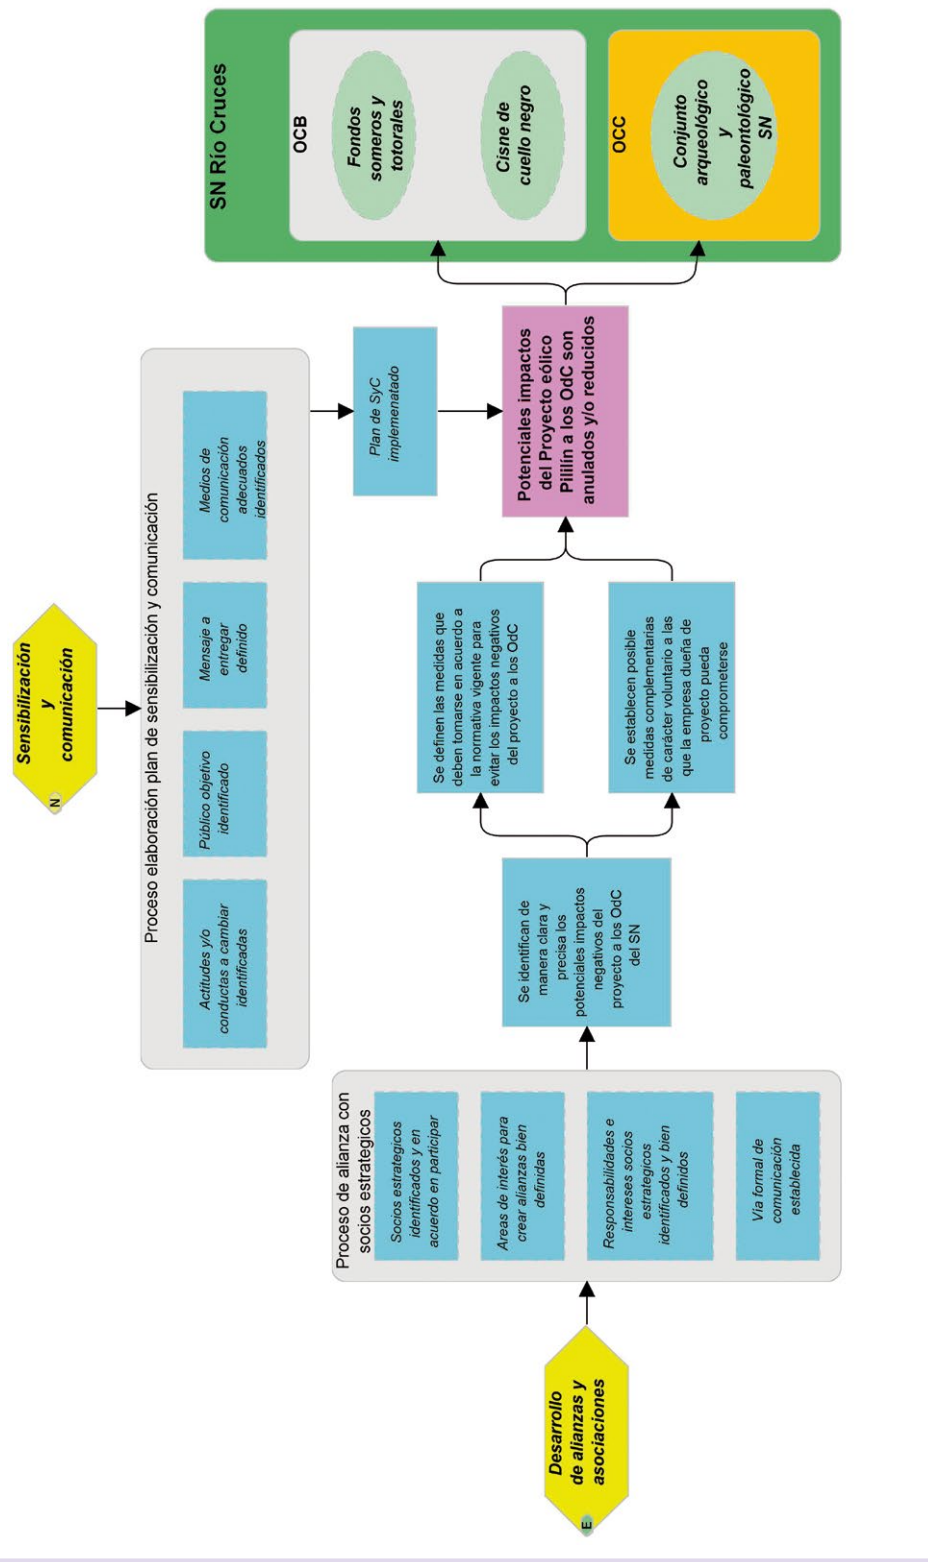 Sensibilización
y
comunicación
N
Proceso elaboración plan de sensibilización y comunicación
Actitudes y/o
conductas a cambiar
identificadas
Público objetivo
identificado
Mensaje a
entregar
definido
Medios de
comunicación
adecuados
identificados
Plan de SyC
implemenatado
Desarrollo
de alianzas y
asociaciones
E
Proceso de alianza con
socios estrategicos
Socios estrategicos
identificados y en
acuerdo en participar
Areas de interés para
crear alianzas bien
definidas
Responsabilidades e
intereses socios
estrategicos
identificados y bien
definidos
Via formal de
comunicación
establecida
Se identifican de
manera clara y
precisa los
potenciales impactos
negativos del
proyecto a los OdC
del SN
Se definen las medidas que
deben tomarse en acuerdo a
la normativa vigente para
evitar los impactos negativos
del proyecto a los OdC
Se establecen posible
medidas complementarias
de carácter voluntario a las
que la empresa dueña de
proyecto pueda
comprometerse
Potenciales impactos
del Proyecto eólico
Pililín a los OdC son
anulados y/o reducidos
SN Río Cruces
OCB
Fondos
someros y
totorales
Cisne de
cuello negro
OCC
Conjunto
arqueológico
y
paleontológico
SN